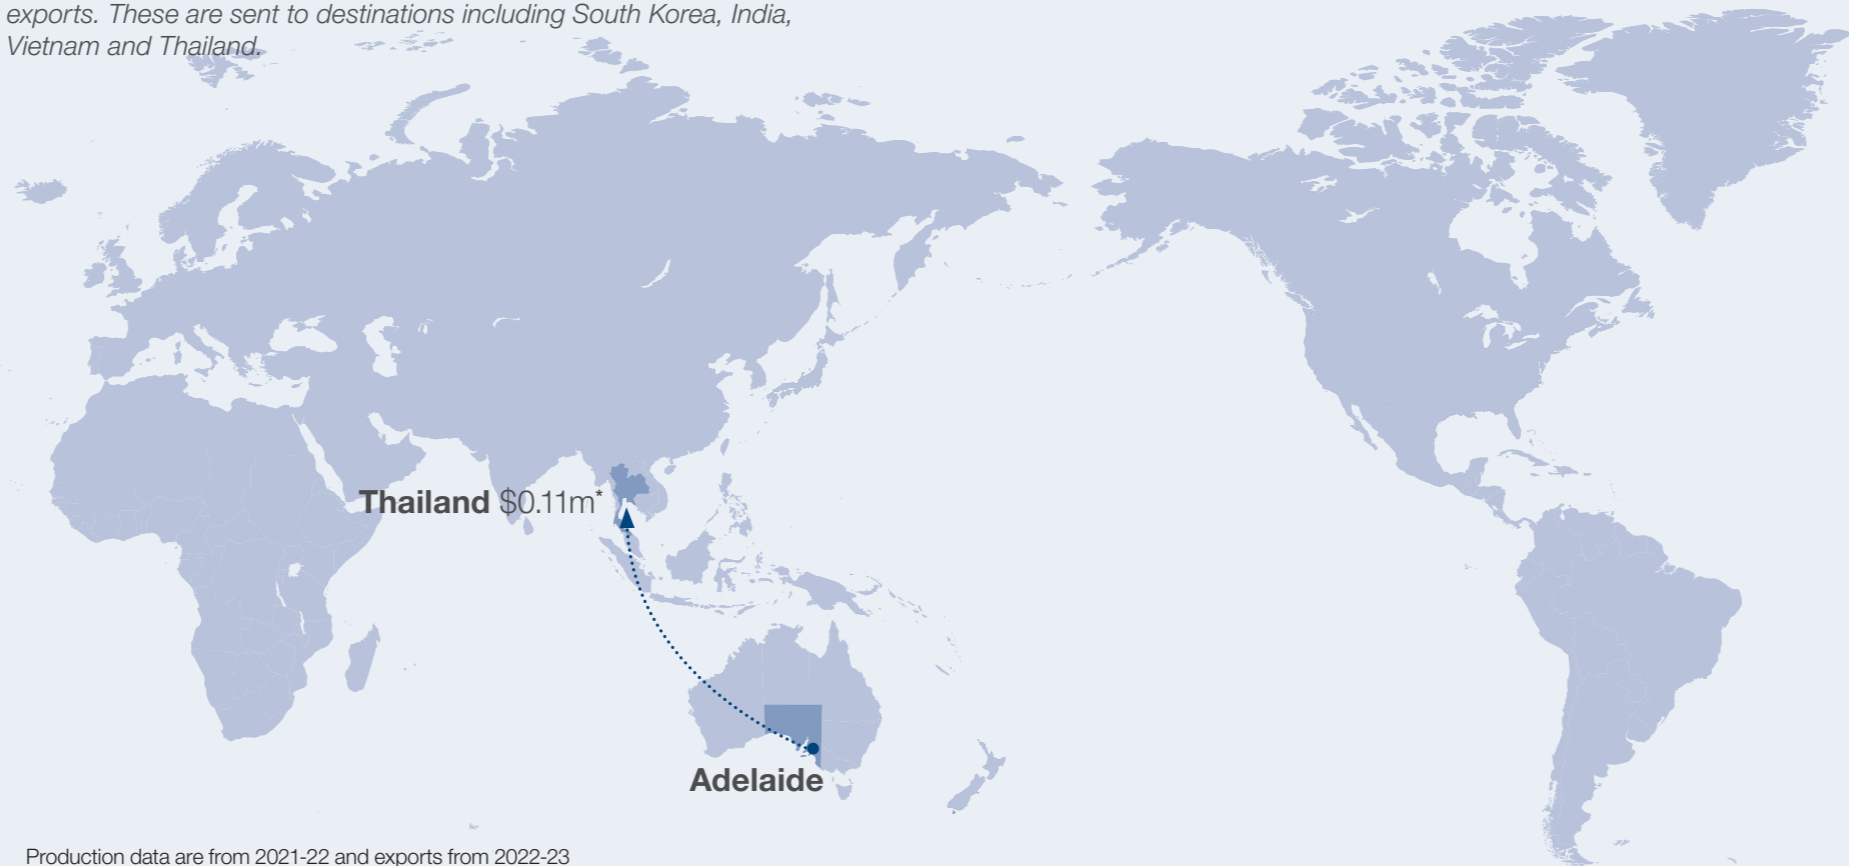 exports. These are sent to destinations including South Korea, India,
Vietnam and Thailand.
Thailand $0.11m*
Adelaide
Production data are from 2021-22 and exports from 2022-23